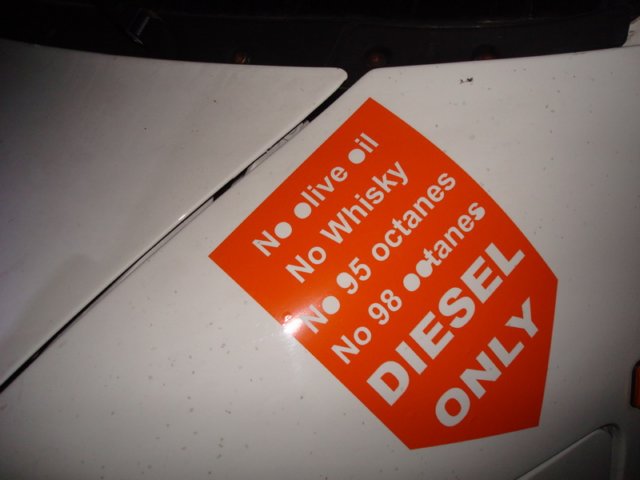 No olive oil
No Whisky
No 95 octanes
No 98 octanes
DIESEL
ONLY